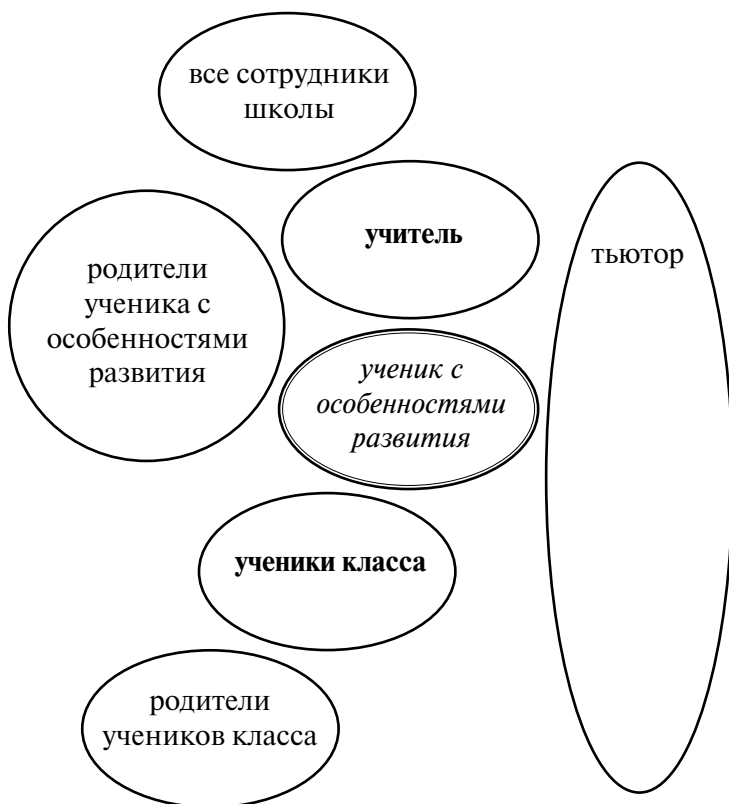 все сотрудники
школы
учитель
тьютор
родители
ученика с
особенностями
развития
ученик с
особенностями
развития
ученики класса
родители
учеников класса